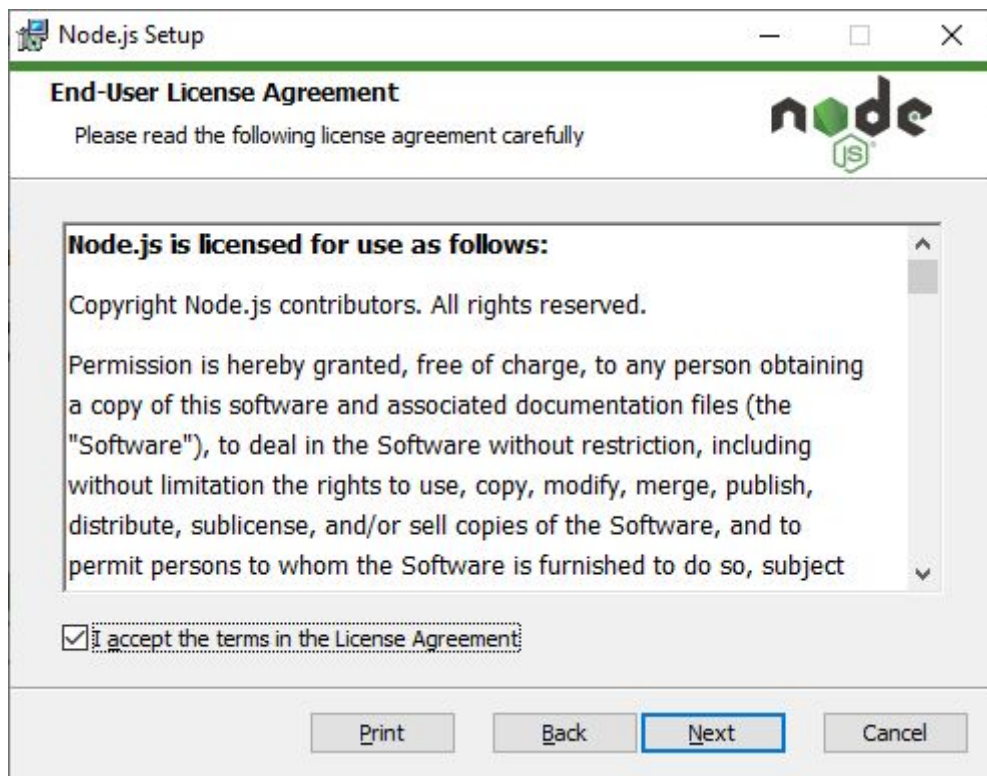 Node.js Setup
End-User License Agreement
Please read the following license agreement carefully
node
JS
Node.js is licensed for use as follows:
Copyright Node.js contributors. All rights reserved.
Permission is hereby granted, free of charge, to any person obtaining
a copy of this software and associated documentation files (the
"Software"), to deal in the Software without restriction, including
without limitation the rights to use, copy, modify, merge, publish,
distribute, sublicense, and/or sell copies of the Software, and to
permit persons to whom the Software is furnished to do so, subject
I accept the terms in the License Agreement
Print Back Next Cancel